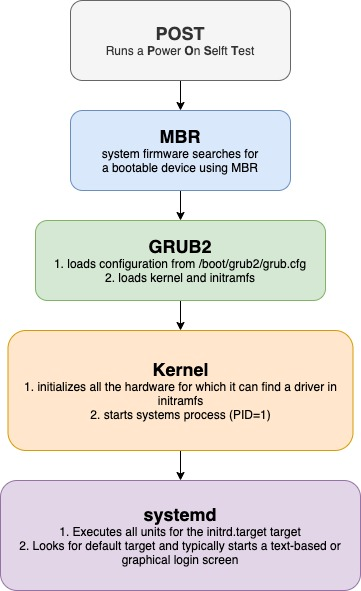 POST
Runs a Power On Selft Test
MBR
system firmware searches for
a bootable device using MBR
GRUB2
1. loads configuration from /boot/grub2/grub.cfg
2. loads kernel and initramfs
Kernel
1. initializes all the hardware for which it can find a driver in
initramfs
2. starts systems process (PID=1)
systemd
1. Executes all units for the initrd.target target
2. Looks for default target and typically starts a text-based or
graphical login screen